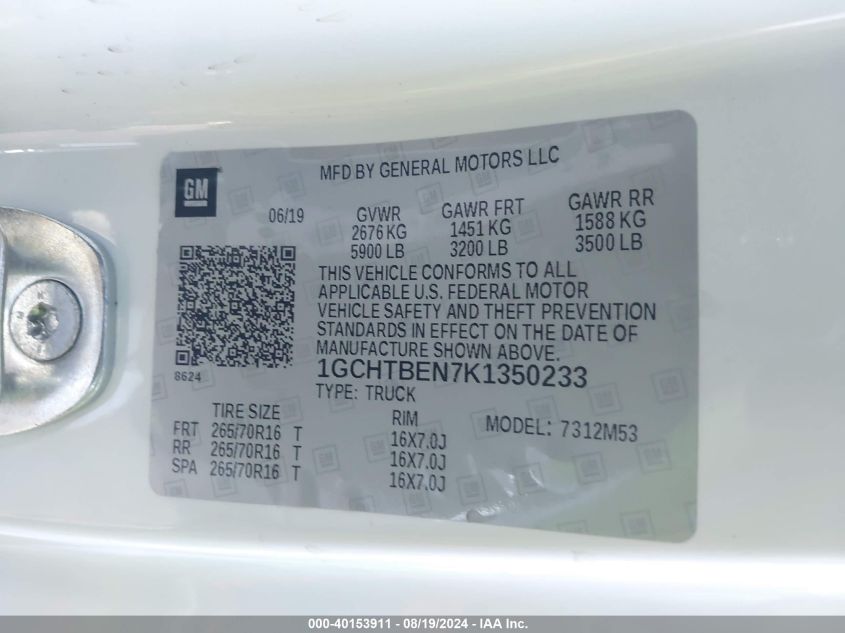 MFD BY GENERAL MOTORS LLC
GM
06/19 GVWR GAWR FRT GAWR RR
2676 KG 1451 KG 1588 KG
5900 LB 3200 LB 3500 LB
THIS VEHICLE CONFORMS TO ALL
APPLICABLE U.S. FEDERAL MOTOR
VEHICLE SAFETY AND THEFT PREVENTION
STANDARDS IN EFFECT ON THE DATE OF
MANUFACTURE SHOWN ABOVE.
8624
1GCHTBEN7K1350233
TYPE: TRUCK
TIRE SIZE RIM MODEL: 7312M53
FRT 265/70R16 T 16X7.0J
RR 265/70R16 T 16X7.0J
SPA 265/70R16 T 16X7.0J
000-40153911 - 08/19/2024 - IAA Inc.